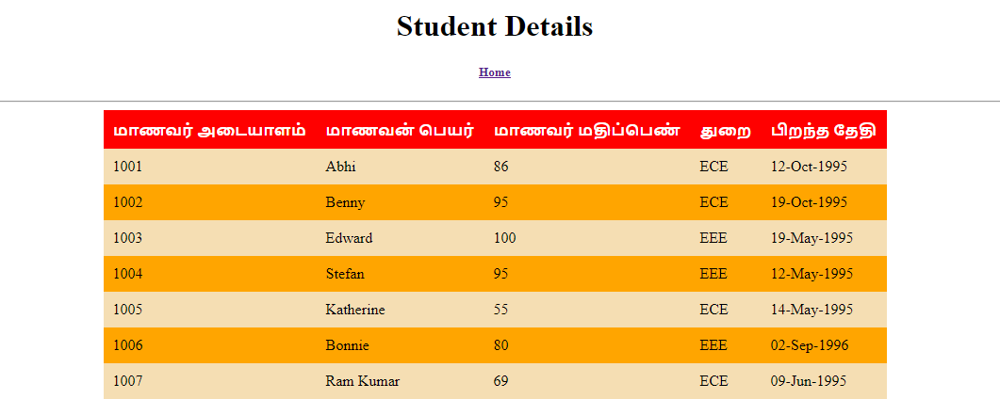 Student Details
Home
மாணவர் அடையாளம் மாணவன் பெயர் மாணவர் மதிப்பெண் துறை பிறந்த தேதி
1001 Abhi 86 ECE 12-Oct-1995
1002 Benny 95 ECE 19-Oct-1995
1003 Edward 100 EEE 19-May-1995
1004 Stefan 95 EEE 12-May-1995
1005 Katherine 55 ECE 14-May-1995
1006 Bonnie 80 EEE 02-Sep-1996
1007 Ram Kumar 69 ECE 09-Jun-1995